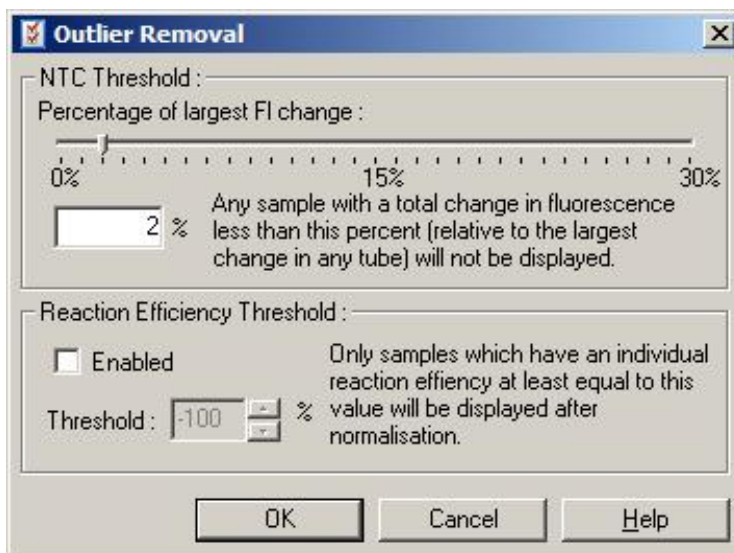 Outlier Removal
NTC Threshold :
Percentage of largest Fl change :
0% 15% 30%
2 %
Any sample with a total change in fluorescence
less than this percent (relative to the largest
change in any tube) will not be displayed.
Reaction Efficiency Threshold :
Enabled
Threshold : -100 %
Only samples which have an individual
reaction effiency at least equal to this
value will be displayed after
normalisation.
OK Cancel Help